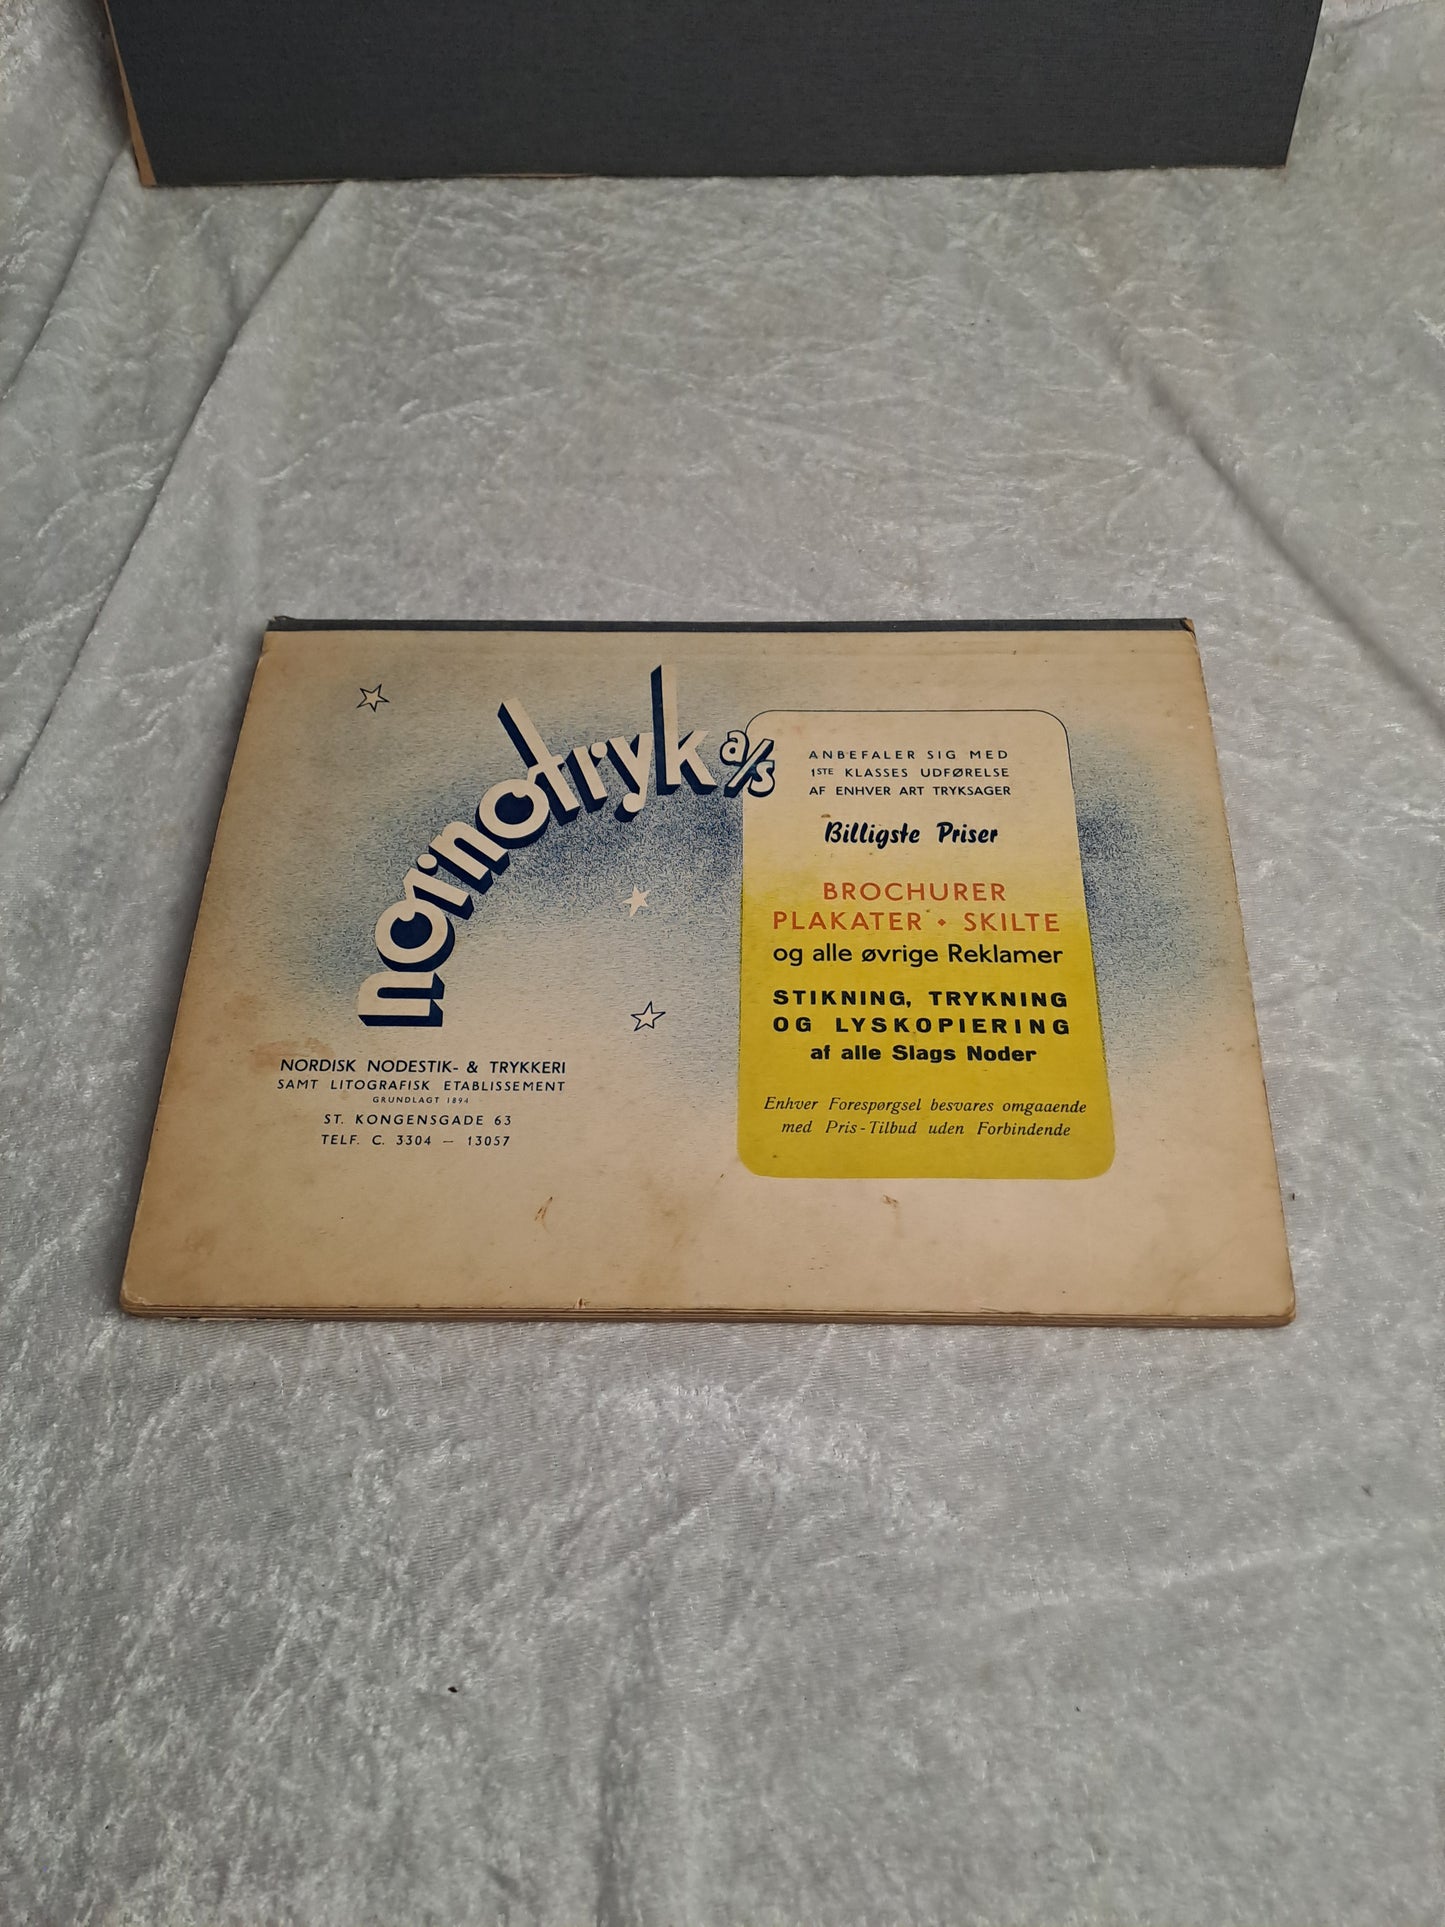 nornotryk a/s
NORDISK NODESTIK- & TRYKKERI
SAMT LITOGRAFISK ETABLISSEMENT
GRUNDLAGT 1894
ST. KONGENSGADE 63
TELF. C. 3304 — 13057
ANBEFALER SIG MED
1STE KLASSES UDFØRELSE
AF ENHVER ART TRYKSAGER
Billigste Priser
BROCHURER
PLAKATER • SKILTE
og alle øvrige Reklamer
STIKNING, TRYKNING
OG LYSKOPIERING
af alle Slags Noder
Enhver Forespørgsel besvares omgaaende
med Pris-Tilbud uden Forbindende